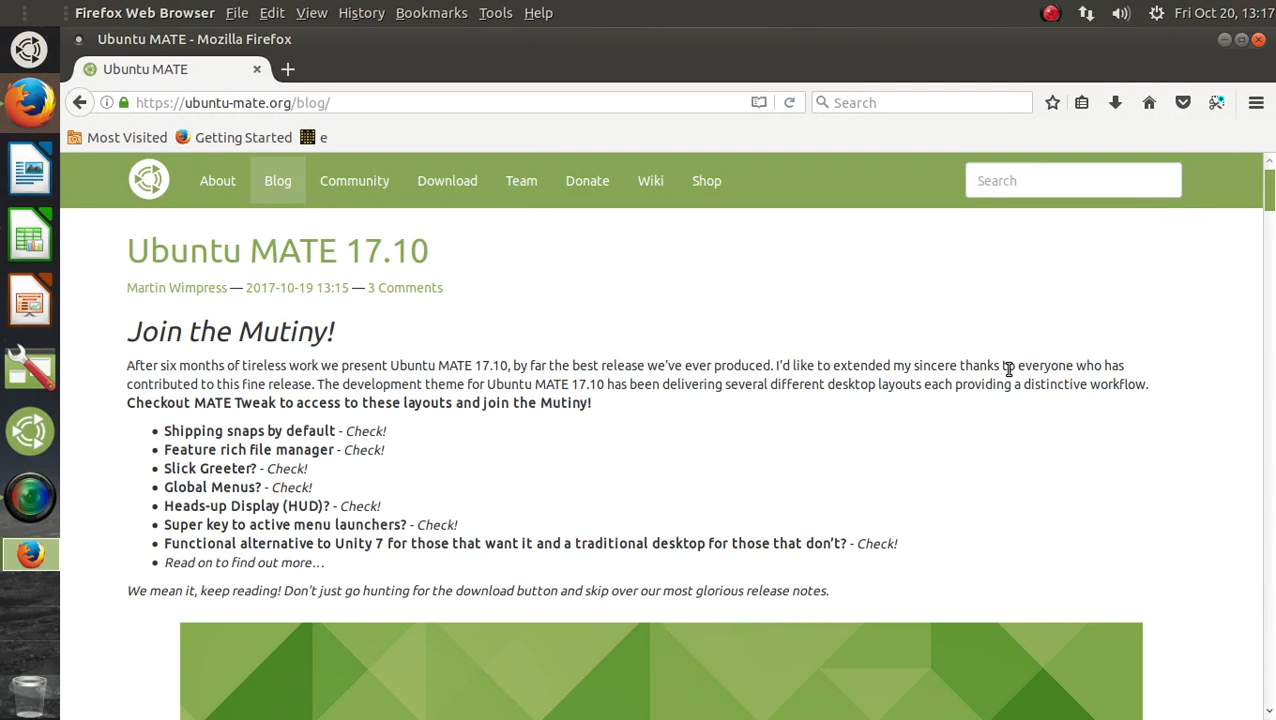 Firefox Web Browser File Edit View History Bookmarks Tools Help Fri Oct 20, 13:17
Ubuntu MATE - Mozilla Firefox
Ubuntu MATE
https://ubuntu-mate.org/blog/ Search
Most Visited Getting Started e
About Blog Community Download Team Donate Wiki Shop Search
Ubuntu MATE 17.10
Martin Wimpress — 2017-10-19 13:15 — 3 Comments
Join the Mutiny!
After six months of tireless work we present Ubuntu MATE 17.10, by far the best release we've ever produced. I'd like to extended my sincere thanks to everyone who has
contributed to this fine release. The development theme for Ubuntu MATE 17.10 has been delivering several different desktop layouts each providing a distinctive workflow.
Checkout MATE Tweak to access to these layouts and join the Mutiny!
• Shipping snaps by default - Check!
• Feature rich file manager - Check!
• Slick Greeter? - Check!
• Global Menus? - Check!
• Heads-up Display (HUD)? - Check!
• Super key to active menu launchers? - Check!
• Functional alternative to Unity 7 for those that want it and a traditional desktop for those that don't? - Check!
• Read on to find out more…
We mean it, keep reading! Don't just go hunting for the download button and skip over our most glorious release notes.